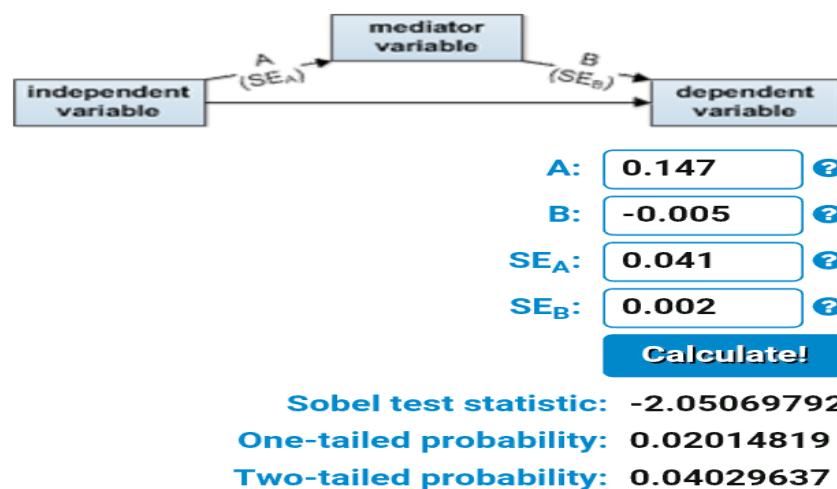 mediator
variable
A
(SEA)
B
(SEB)
independent
variable
dependent
variable
A: 0.147 ?
B: -0.005 ?
SEA: 0.041 ?
SEB: 0.002 ?
Calculate!
Sobel test statistic: -2.05069792
One-tailed probability: 0.02014819
Two-tailed probability: 0.04029637